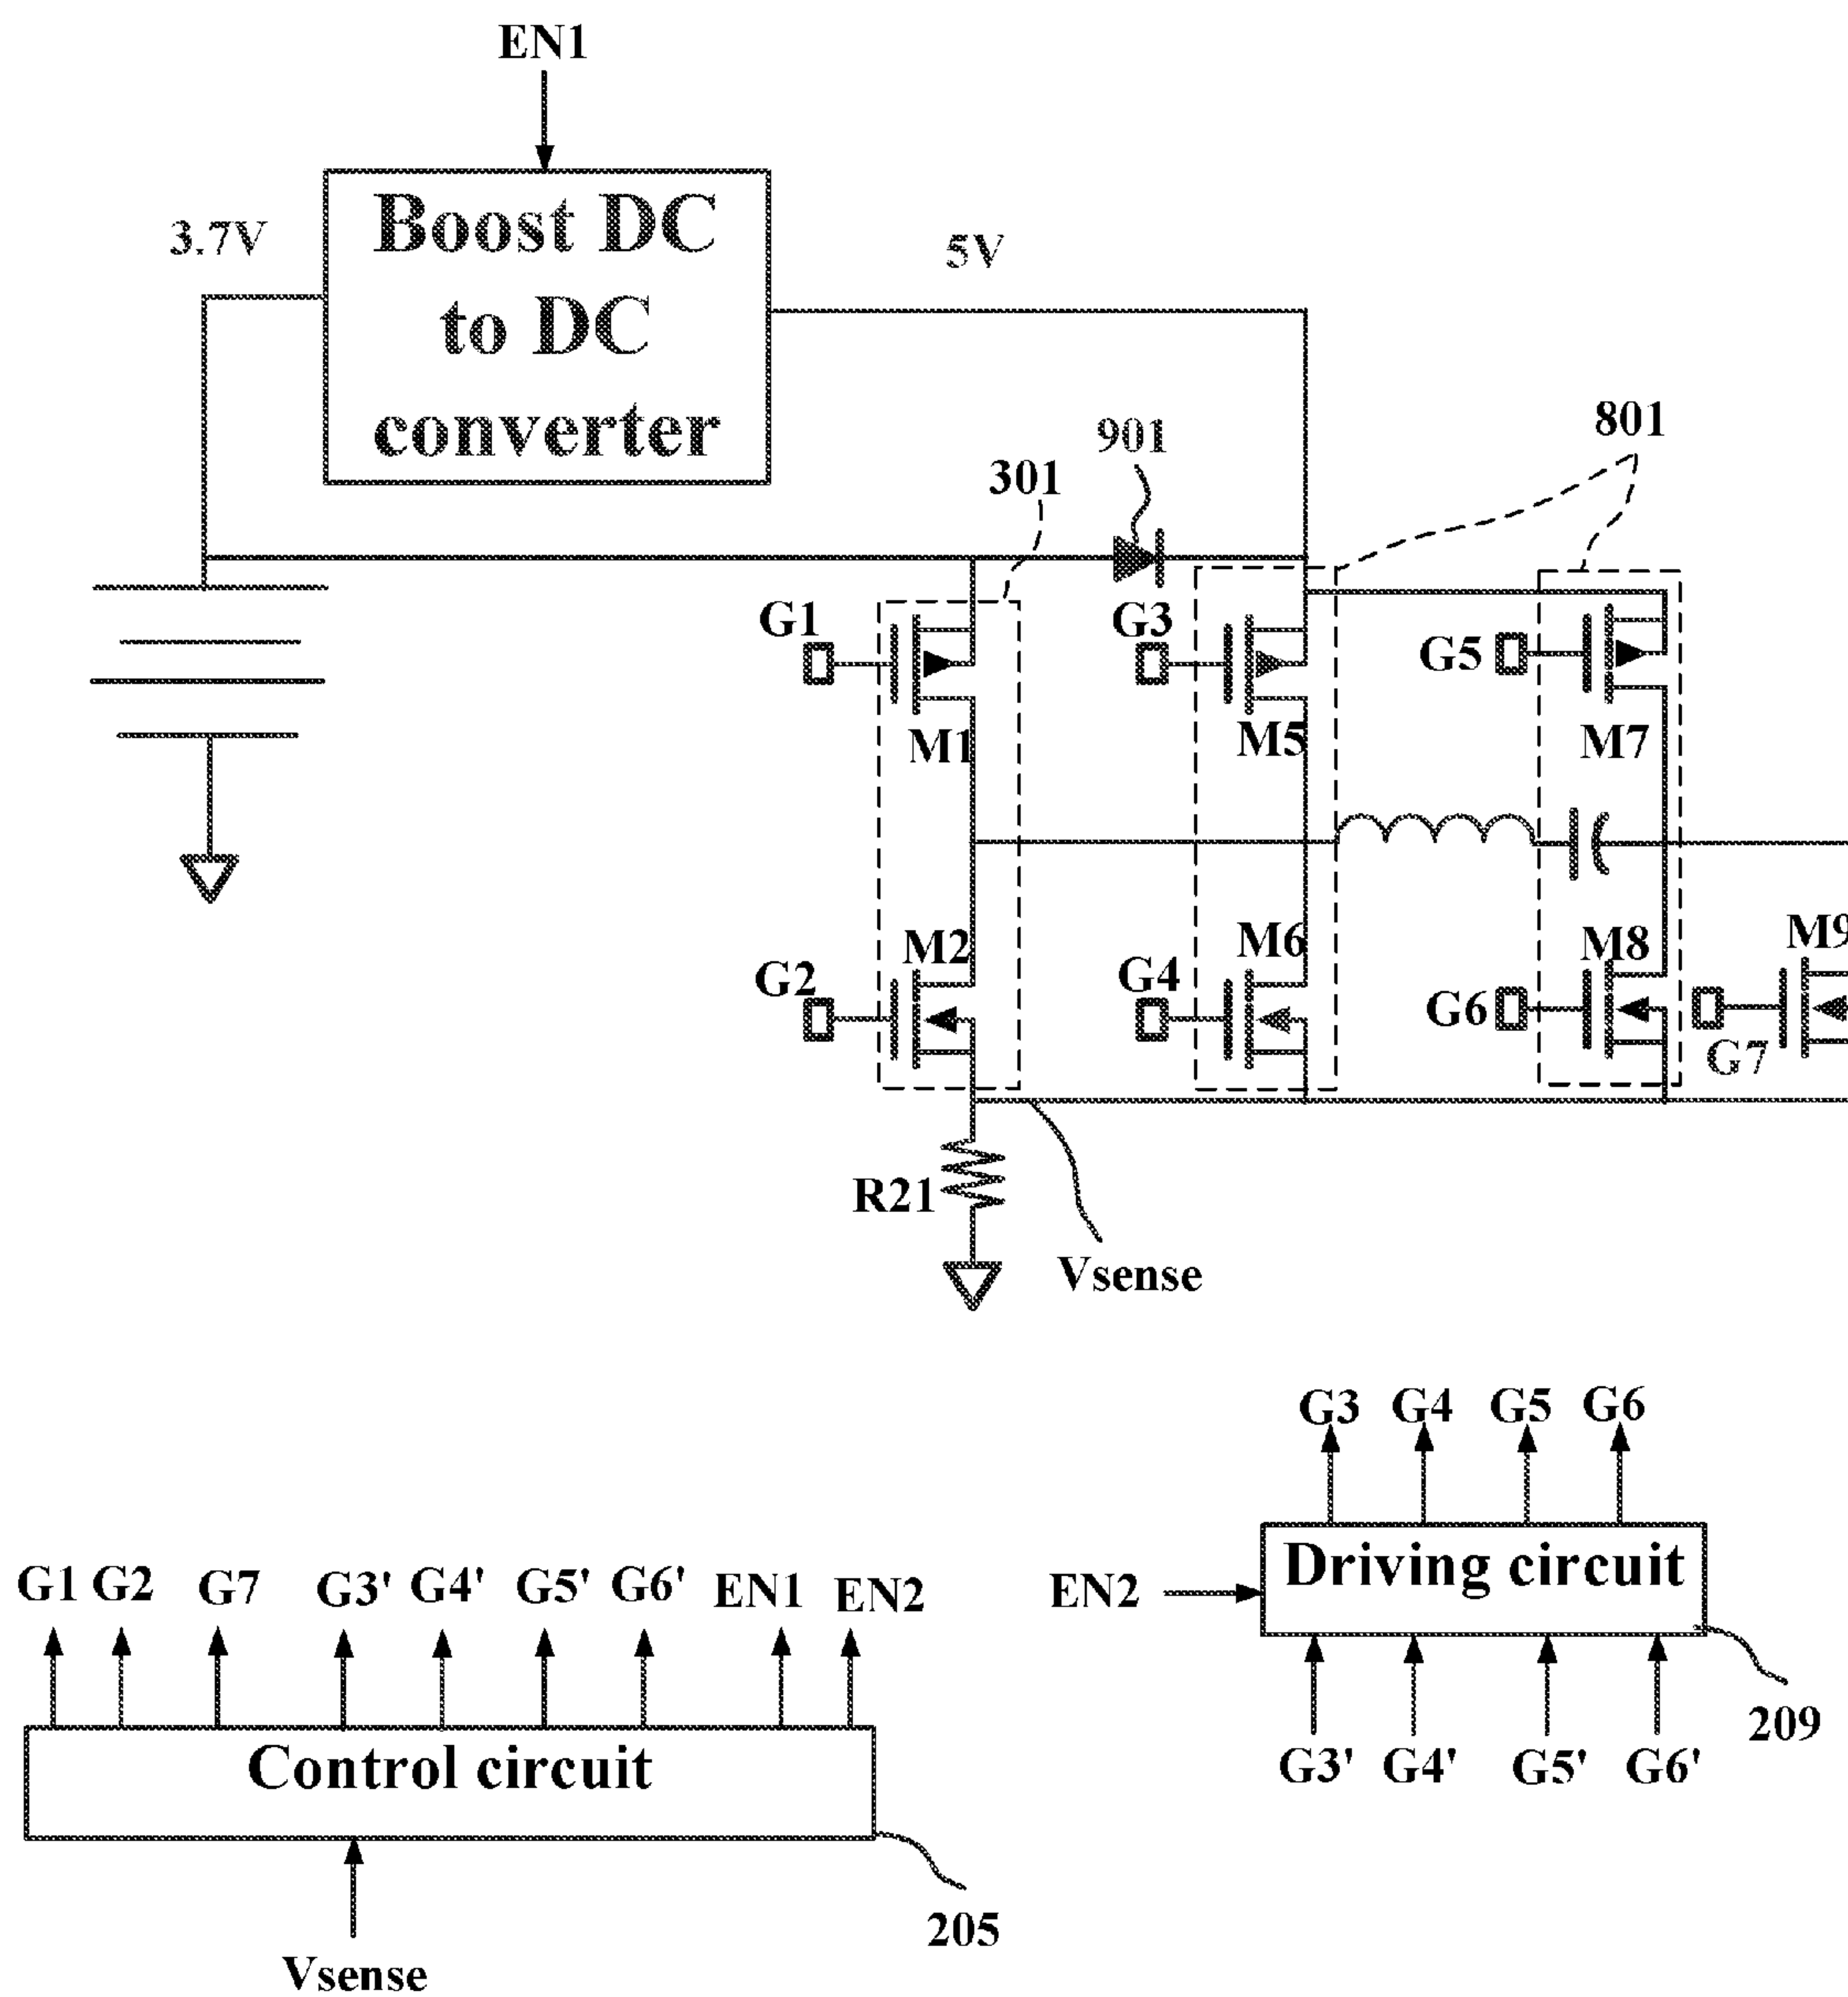 EN1
3.7V
Boost DC
to DC
converter
5V
901
801
301
G1
G3
G5
M1
M5
M7
M2
M6
M8
M9
G2
G4
G6
G7
R21
Vsense
G3 G4 G5 G6
Driving circuit
EN2
209
G3' G4' G5' G6'
G1 G2 G7 G3' G4' G5' G6' EN1 EN2
Control circuit
205
Vsense